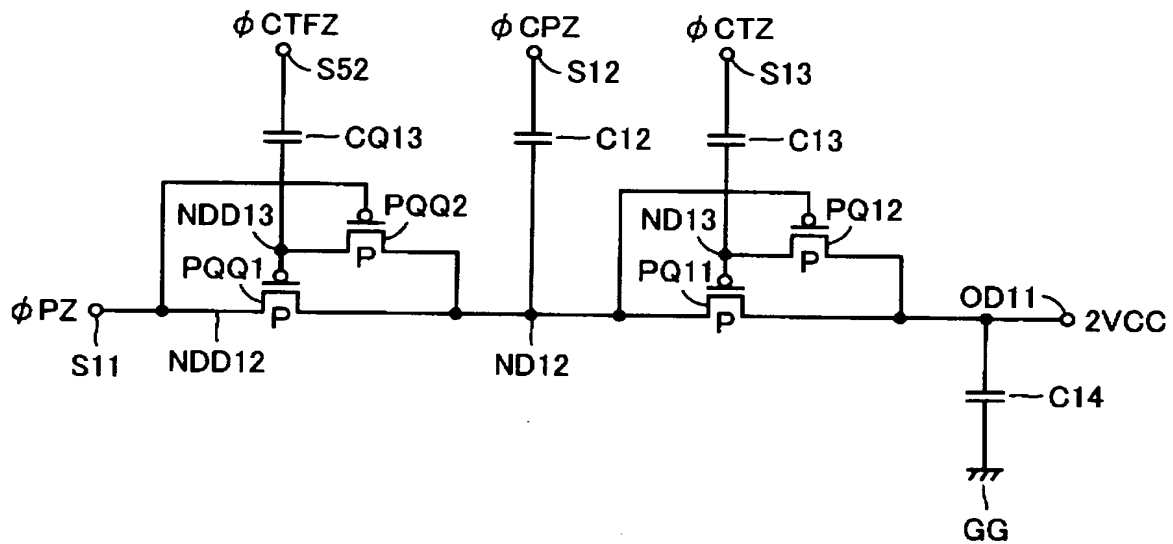 φCTFZ
φCPZ
φCTZ
S52
S12
S13
CQ13
C12
C13
NDD13
PQQ2
ND13
PQ12
PQQ1
P
PQ11
P
OD11
φPZ
P
P
2VCC
S11
NDD12
ND12
C14
GG